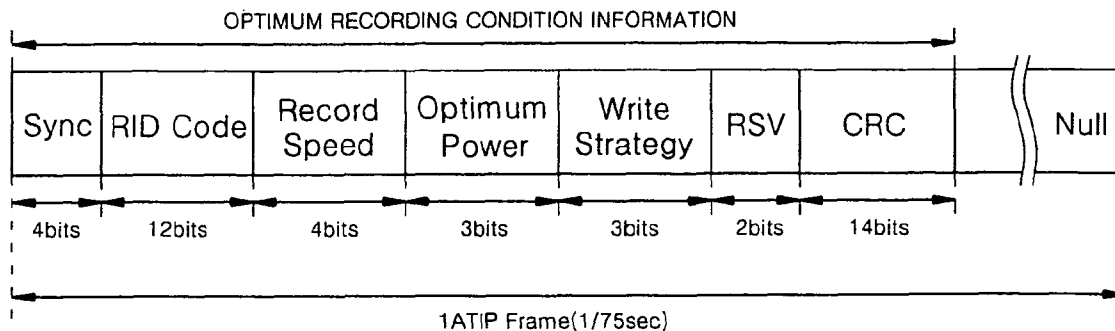 OPTIMUM RECORDING CONDITION INFORMATION
Sync
RID Code
Record
Speed
Optimum
Power
Write
Strategy
RSV
CRC
Null
4bits
12bits
4bits
3bits
3bits
2bits
14bits
1ATIP Frame(1/75sec)